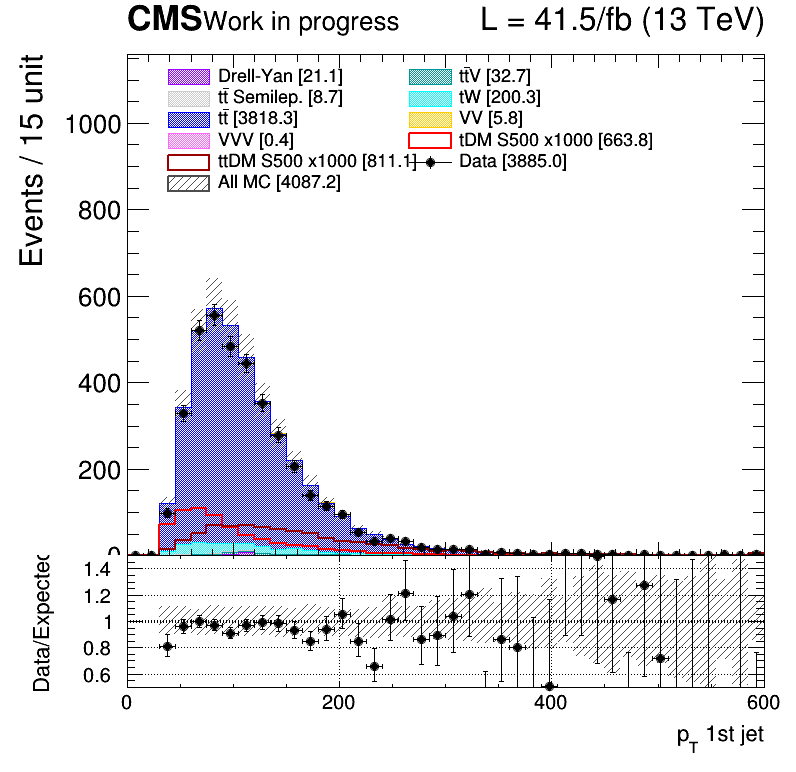 CMS Work in progress L = 41.5/fb (13 TeV)
Drell-Yan [21.1] tt̄V [32.7]
tt̄ Semilep. [8.7] tW [200.3]
tt̄ [3818.3] VV [5.8]
VVV [0.4] tDM S500 x1000 [663.8]
ttDM S500 x1000 [811.1] Data [3885.0]
All MC [4087.2]
Events / 15 unit
1000
800
600
400
200
0
Data/Expected
1.4
1.2
1
0.8
0.6
0 200 400 600
p_T 1st jet